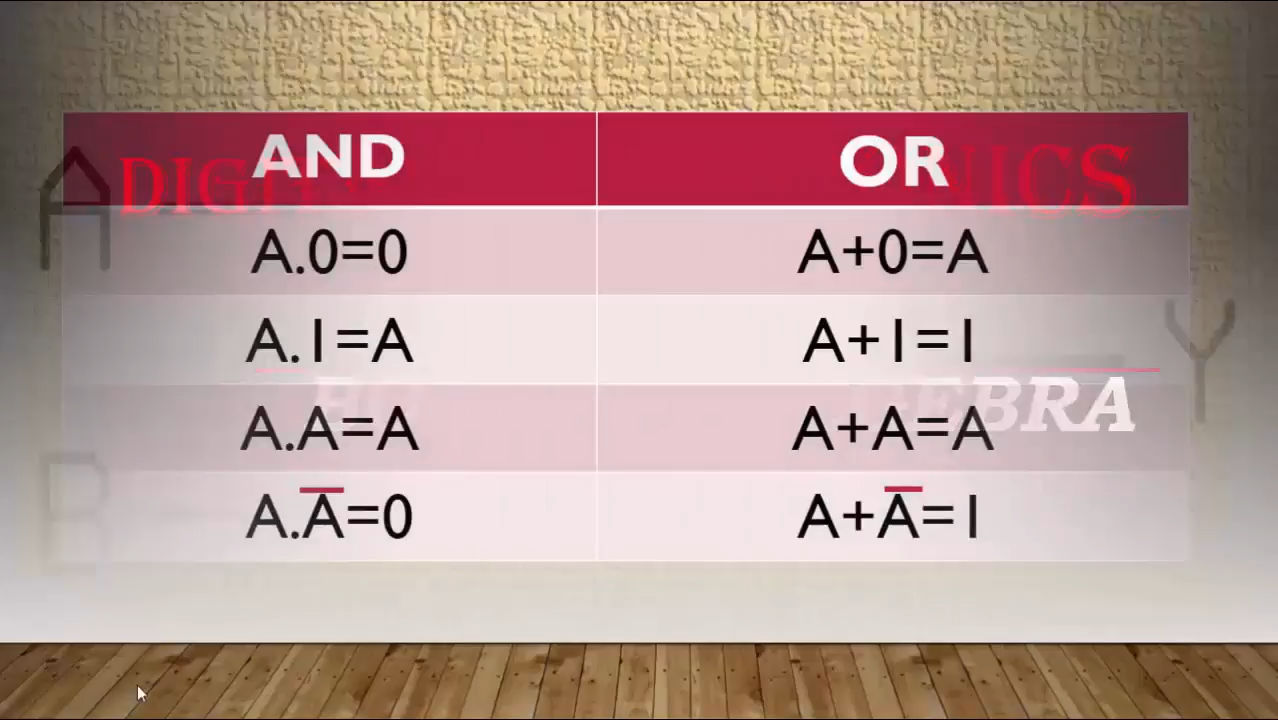 AND OR
A.0=0 A+0=A
A.1=A A+1=1
A.A=A A+A=A
A.A̅=0 A+A̅=1